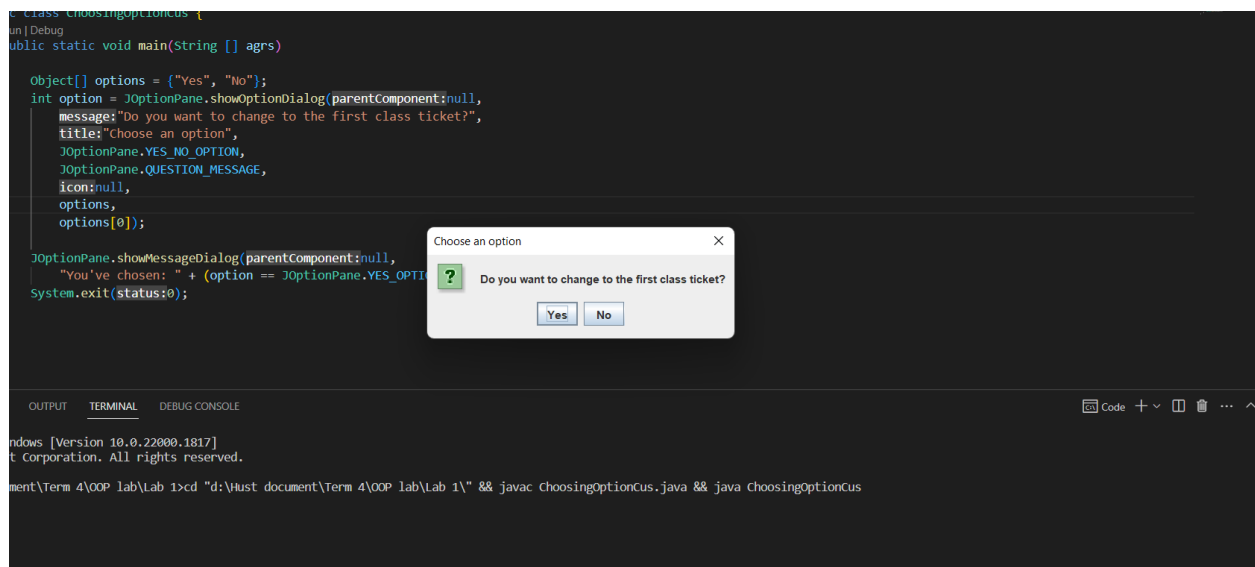 c class ChoosingOptionCus {
un | Debug
ublic static void main(String [] agrs)
Object[] options = {"Yes", "No"};
int option = JOptionPane.showOptionDialog(parentComponent:null,
message:"Do you want to change to the first class ticket?",
title:"Choose an option",
JOptionPane.YES_NO_OPTION,
JOptionPane.QUESTION_MESSAGE,
icon:null,
options,
options[0]);
JOptionPane.showMessageDialog(parentComponent:null,
"You've chosen: " + (option == JOptionPane.YES_OPTI
System.exit(status:0);
Choose an option
Do you want to change to the first class ticket?
Yes No
OUTPUT TERMINAL DEBUG CONSOLE
Code
ndows [Version 10.0.22000.1817]
t Corporation. All rights reserved.
ment\Term 4\OOP lab\Lab 1>cd "d:\Hust document\Term 4\OOP lab\Lab 1\" && javac ChoosingOptionCus.java && java ChoosingOptionCus